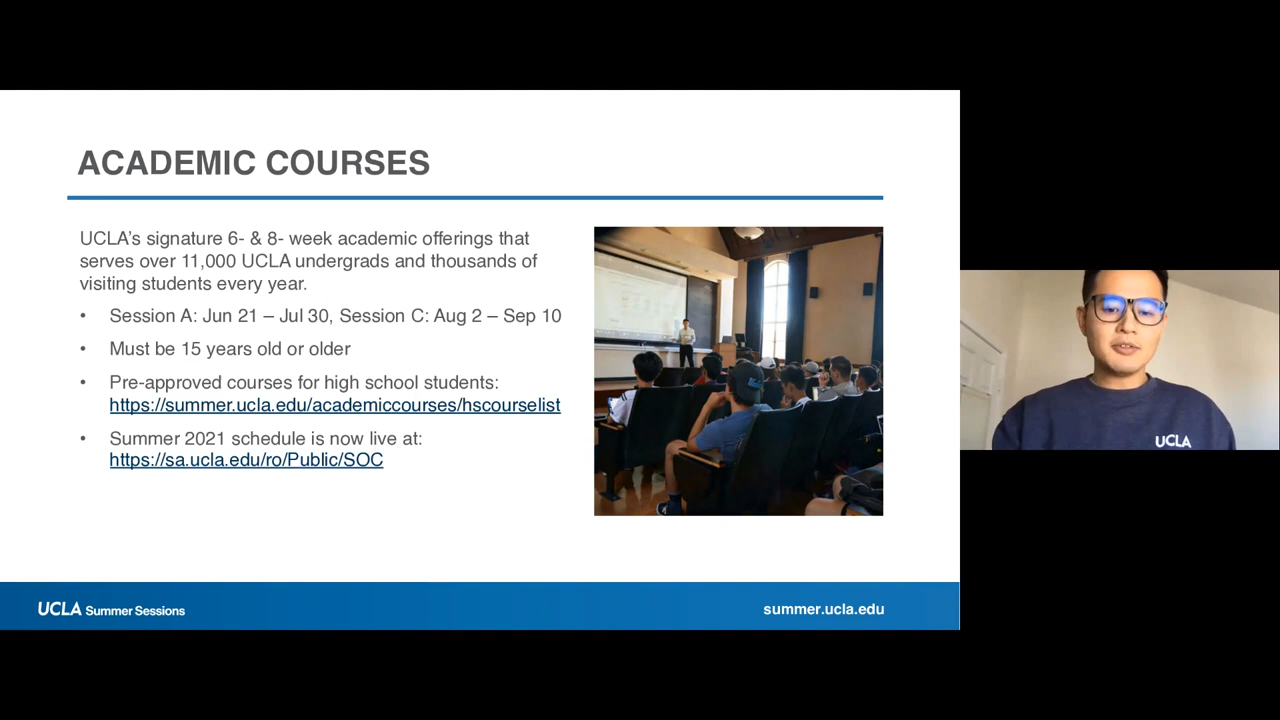 ACADEMIC COURSES
UCLA's signature 6- & 8- week academic offerings that
serves over 11,000 UCLA undergrads and thousands of
visiting students every year.
• Session A: Jun 21 – Jul 30, Session C: Aug 2 – Sep 10
• Must be 15 years old or older
• Pre-approved courses for high school students:
https://summer.ucla.edu/academiccourses/hscourselist
• Summer 2021 schedule is now live at:
https://sa.ucla.edu/ro/Public/SOC
UCLA Summer Sessions
summer.ucla.edu
UCLA